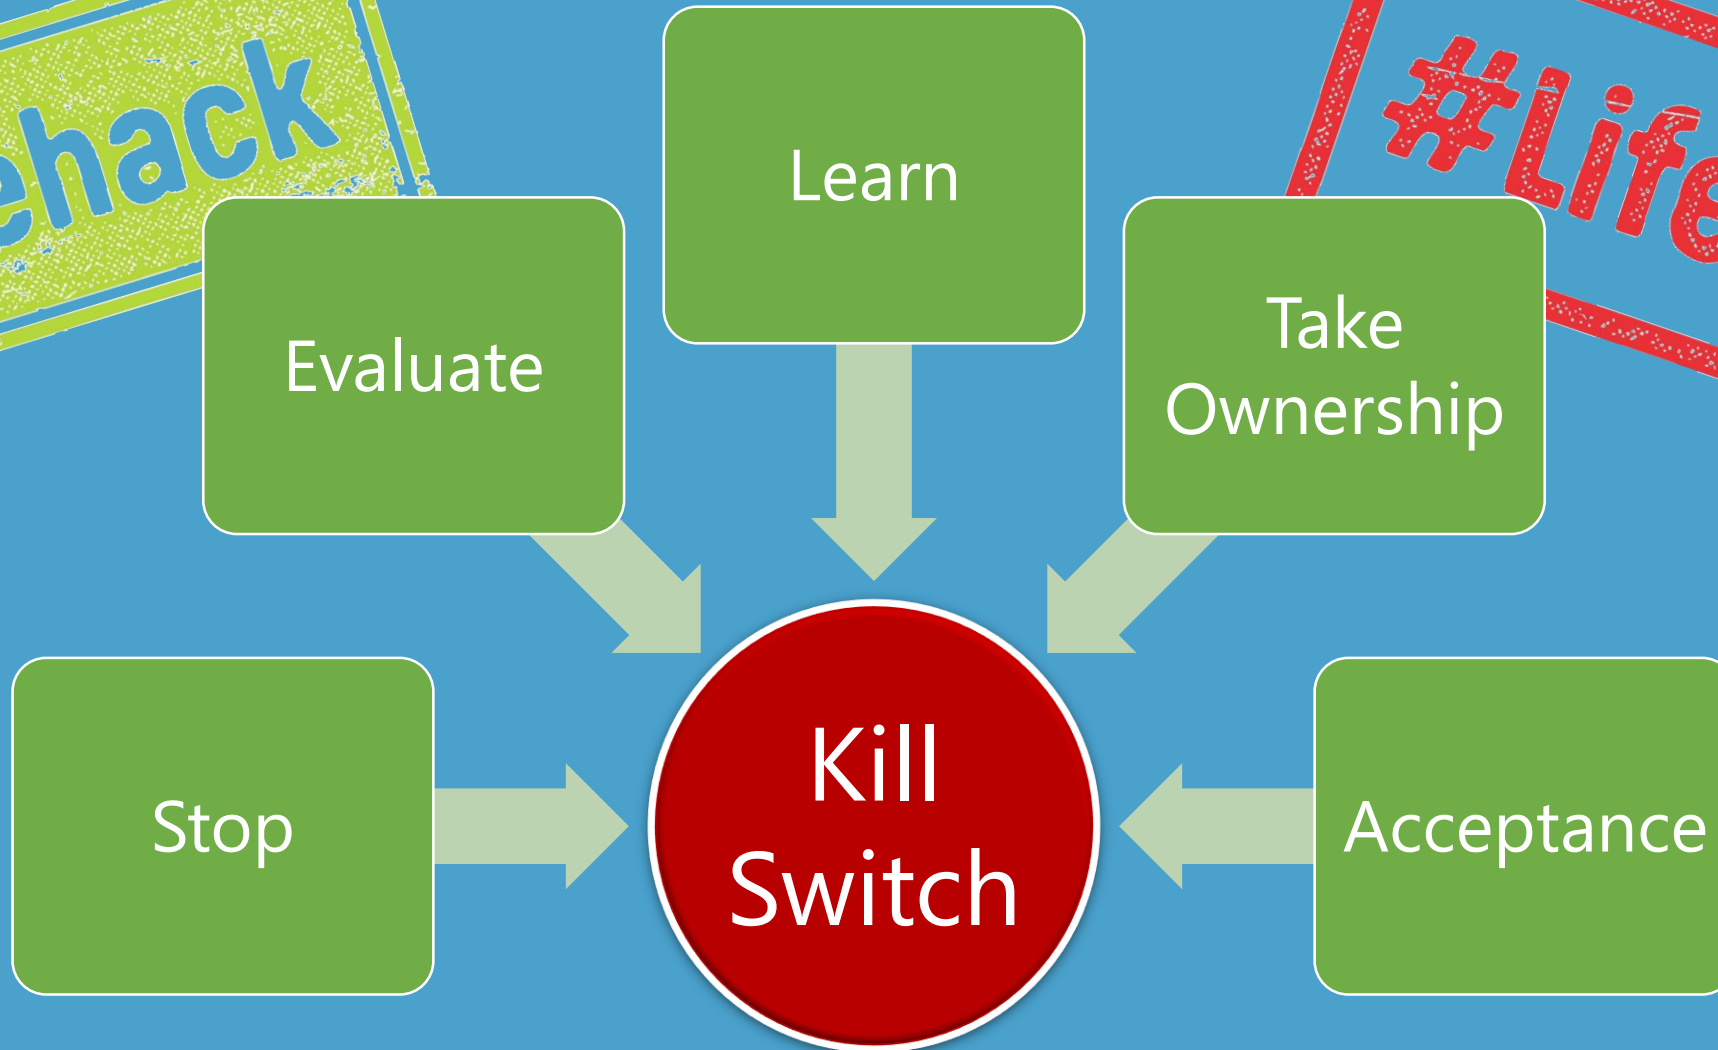 ehack
#Life
Learn
Evaluate
Take
Ownership
Stop
Kill
Switch
Acceptance